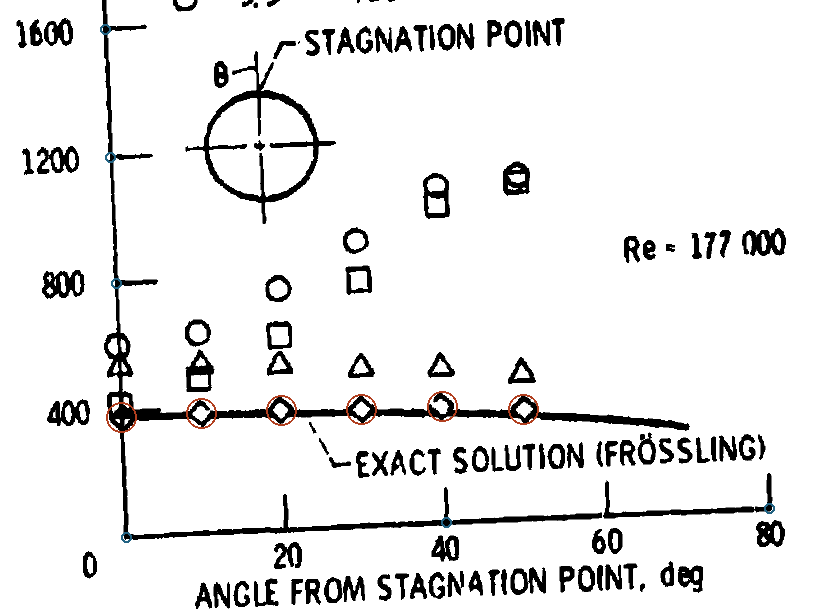 1600
STAGNATION POINT
θ
1200
Re = 177 000
800
400
EXACT SOLUTION (FRÖSSLING)
0
20
40
60
80
ANGLE FROM STAGNATION POINT, deg